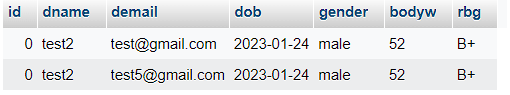 id dname demail dob gender bodyw rbg
0 test2 test@gmail.com 2023-01-24 male 52 B+
0 test2 test5@gmail.com 2023-01-24 male 52 B+